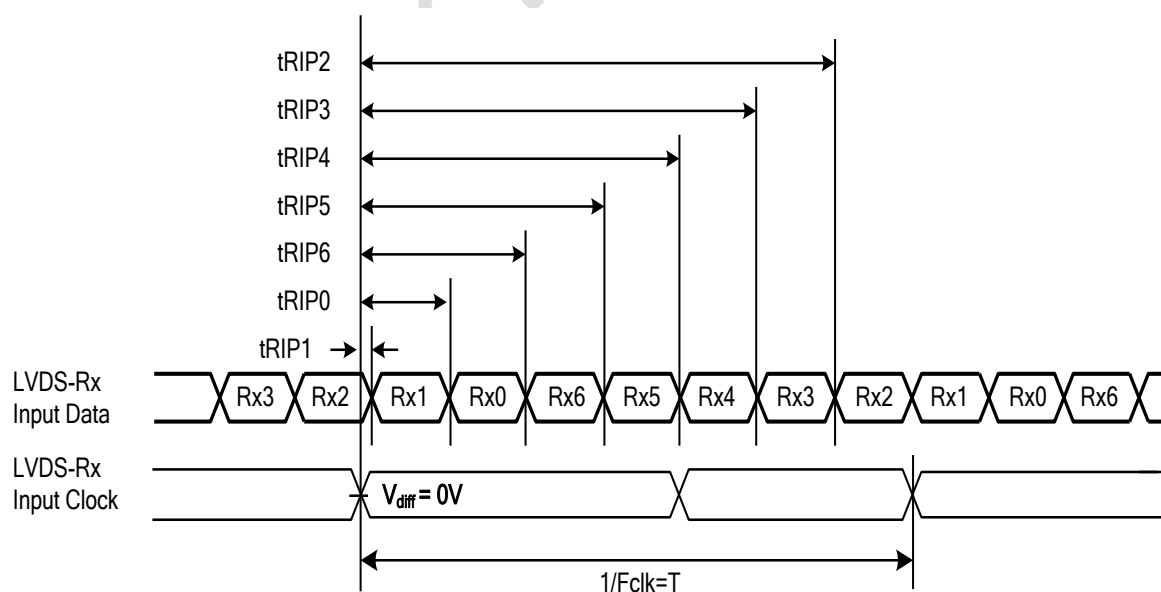 tRIP2
tRIP3
tRIP4
tRIP5
tRIP6
tRIP0
tRIP1
LVDS-Rx
Input Data
Rx3 Rx2 Rx1 Rx0 Rx6 Rx5 Rx4 Rx3 Rx2 Rx1 Rx0 Rx6
LVDS-Rx
Input Clock
Vdiff = 0V
1/Fclk=T